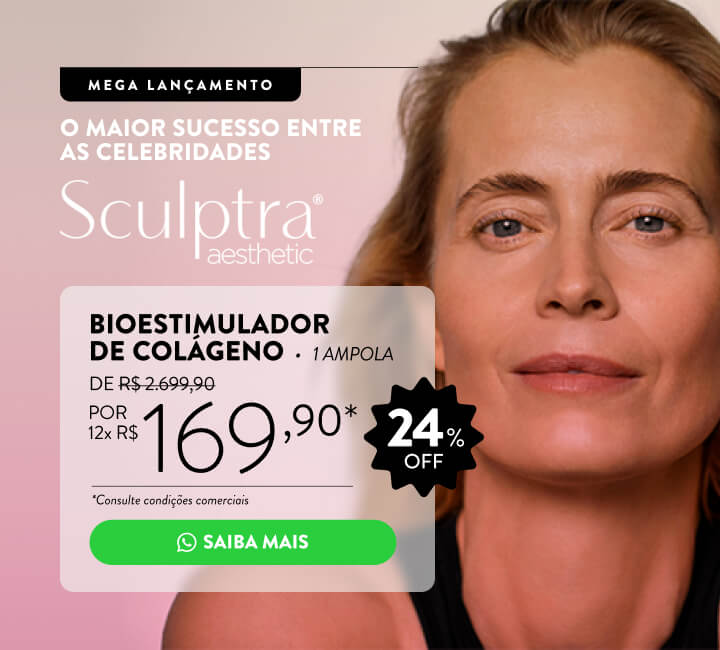 MEGA LANÇAMENTO
O MAIOR SUCESSO ENTRE
AS CELEBRIDADES
Sculptra®
aesthetic
BIOESTIMULADOR
DE COLÁGENO • 1 AMPOLA
DE R$ 2.699,90
POR
12x R$ 169,90*
24% OFF
*Consulte condições comerciais
SAIBA MAIS